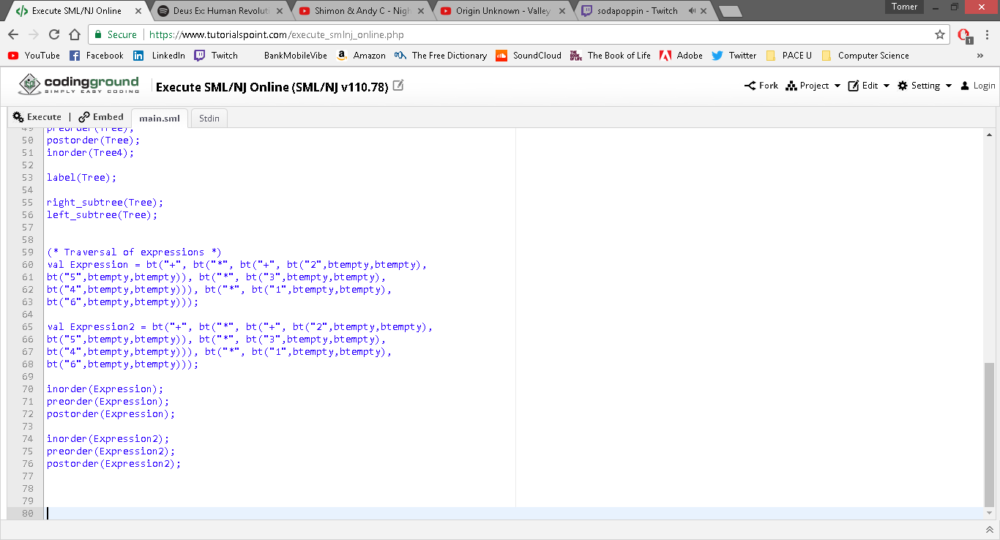 Execute SML/NJ Online
Deus Ex: Human Revoluti
Shimon & Andy C - Nigh
Origin Unknown - Valley
sodapoppin - Twitch
Tomer
Secure
https://www.tutorialspoint.com/execute_smlnj_online.php
1
YouTube Facebook LinkedIn Twitch BankMobileVibe Amazon The Free Dictionary SoundCloud The Book of Life Adobe Twitter PACE U Computer Science »
codingground
SIMPLY EASY CODING
Execute SML/NJ Online (SML/NJ v110.78)
Fork Project Edit Setting Login
Execute | Embed main.sml Stdin
49 preorder(Tree);
50 postorder(Tree);
51 inorder(Tree4);
52
53 label(Tree);
54
55 right_subtree(Tree);
56 left_subtree(Tree);
57
58
59 (* Traversal of expressions *)
60 val Expression = bt("+", bt("*", bt("+", bt("2",btempty,btempty),
61 bt("5",btempty,btempty)), bt("*", bt("3",btempty,btempty),
62 bt("4",btempty,btempty))), bt("*", bt("1",btempty,btempty),
63 bt("6",btempty,btempty)));
64
65 val Expression2 = bt("+", bt("*", bt("+", bt("2",btempty,btempty),
66 bt("5",btempty,btempty)), bt("*", bt("3",btempty,btempty),
67 bt("4",btempty,btempty))), bt("*", bt("1",btempty,btempty),
68 bt("6",btempty,btempty)));
69
70 inorder(Expression);
71 preorder(Expression);
72 postorder(Expression);
73
74 inorder(Expression2);
75 preorder(Expression2);
76 postorder(Expression2);
77
78
79
80